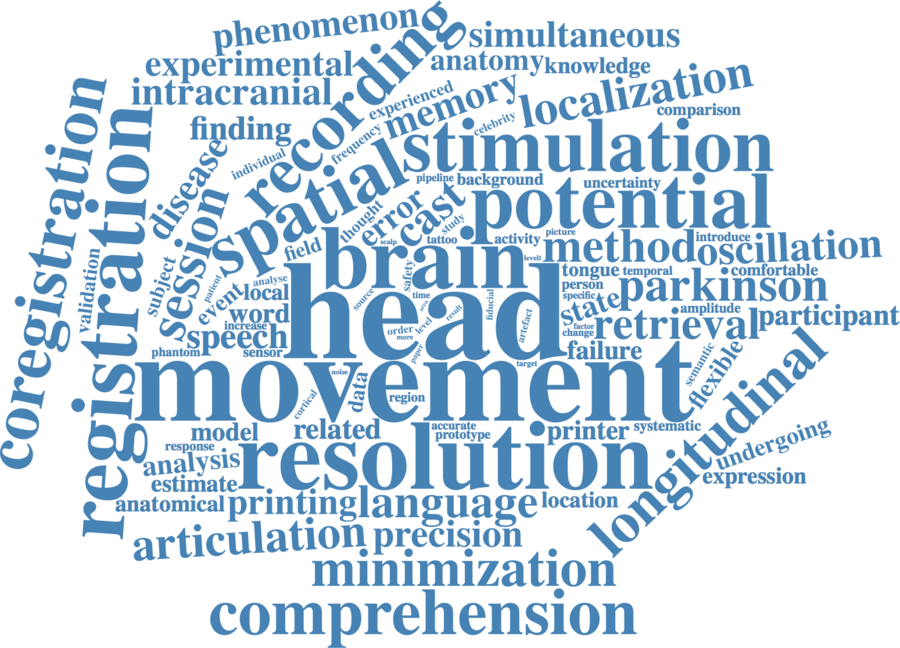 phenomenon
recording
simultaneous
experimental
anatomy
knowledge
intracranial
experienced
memory
localization
comparison
finding
frequency
celebrity
stimulation
coregistration
registration
disease
individual
spatial
pipeline
background
uncertainty
potential
session
error
cast
thought
study
tattoo
activity
picture
method
introduce
oscillation
field
scalp
brain
levelt
validation
subject
patient
event
analyse
local
source
safety
time
area
head
fiducial
artefact
tongue
temporal
comfortable
person
specific
state
parkinson
word
increase
speech
order
more
level
result
paper
factor
change
retrieval
amplitude
participant
phantom
sensor
failure
target
movement
noise
cortical
data
region
semantic
flexible
longitudinal
model
related
accurate
prototype
printer
systematic
response
resolution
undergoing
analysis
estimate
expression
anatomical
printing
language
location
articulation
precision
minimization
comprehension